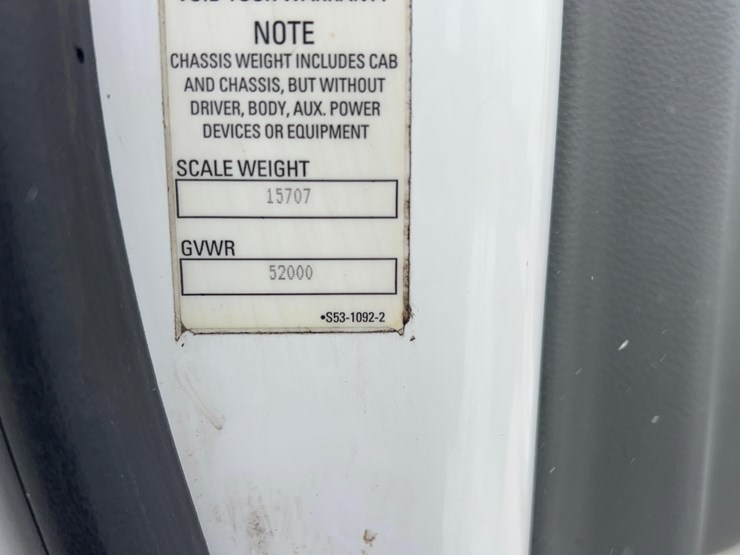 NOTE
CHASSIS WEIGHT INCLUDES CAB
AND CHASSIS, BUT WITHOUT
DRIVER, BODY, AUX. POWER
DEVICES OR EQUIPMENT
SCALE WEIGHT
15707
GVWR
52000
•S53-1092-2